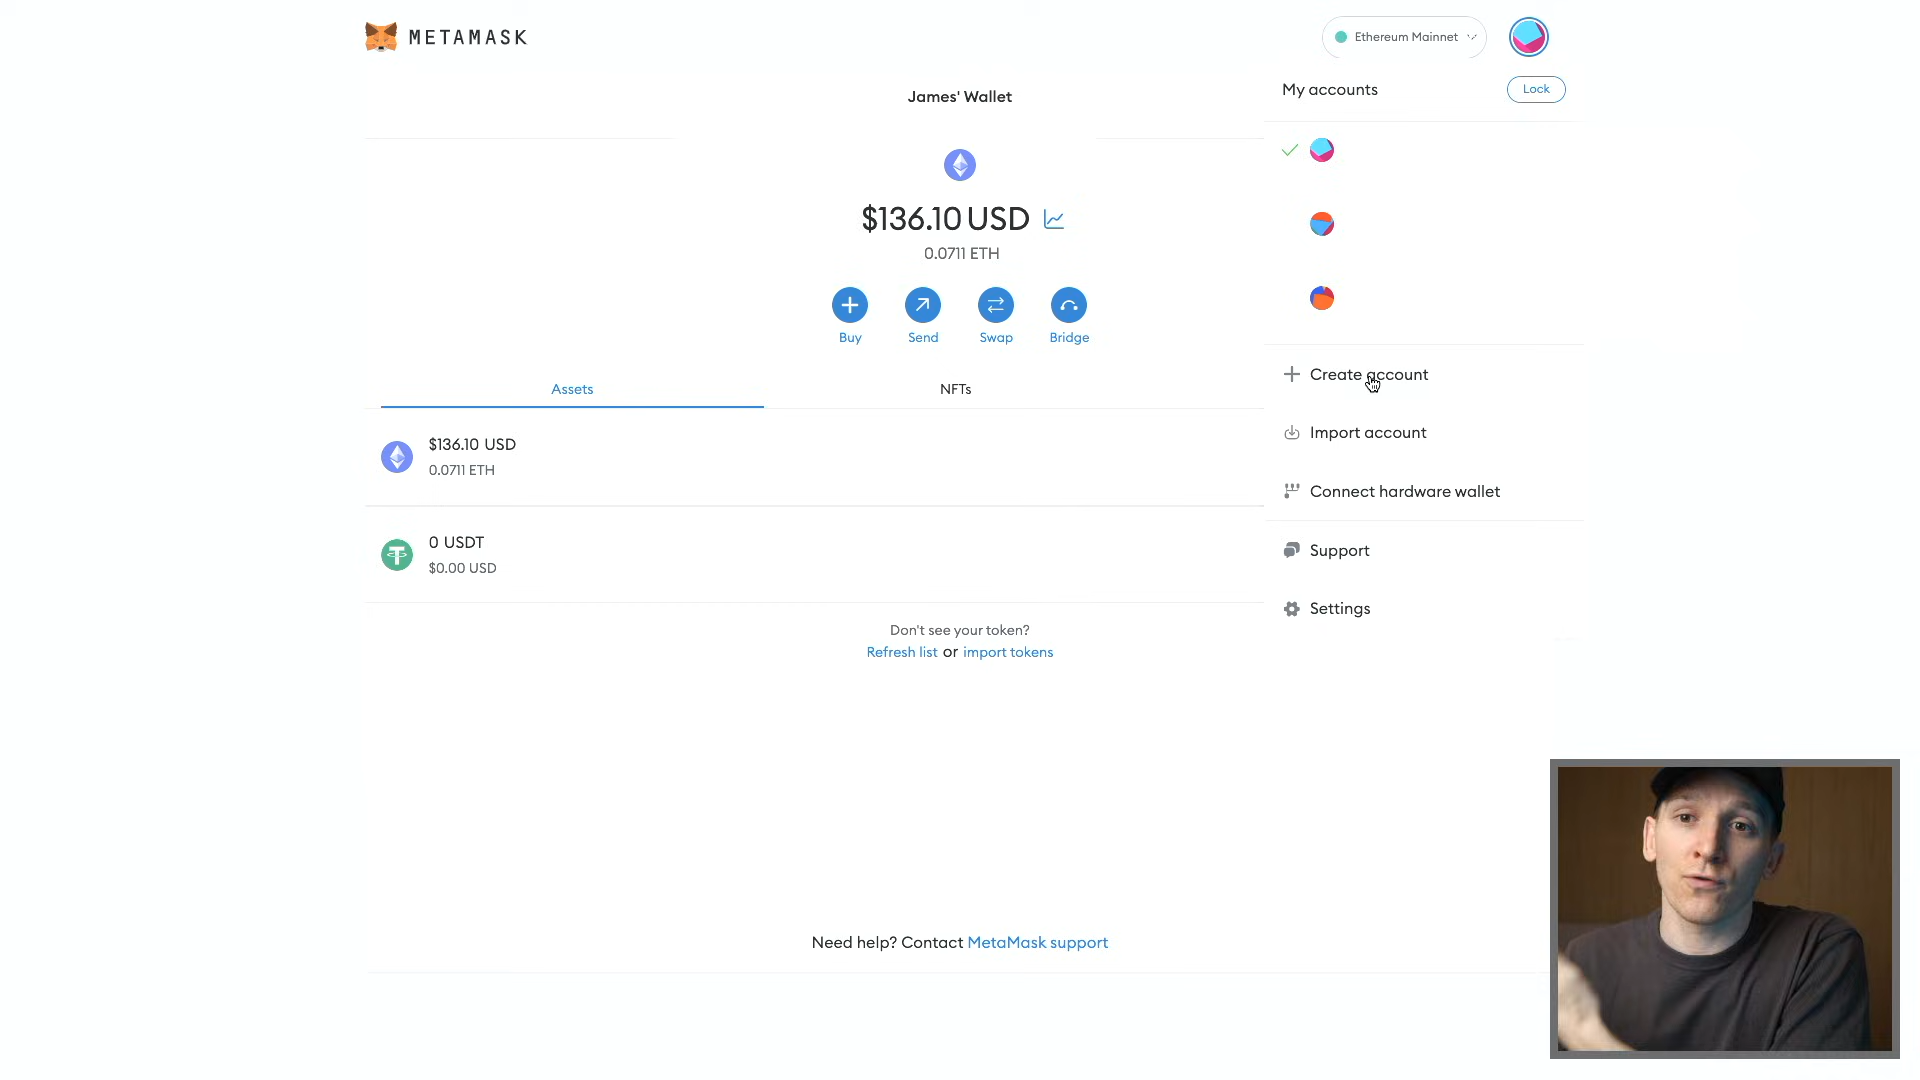 METAMASK
Ethereum Mainnet
James' Wallet
My accounts
Lock
$136.10 USD
0.0711 ETH
Buy
Send
Swap
Bridge
Assets
NFTs
$136.10 USD
0.0711 ETH
0 USDT
$0.00 USD
Don't see your token?
Refresh list or import tokens
Create account
Import account
Connect hardware wallet
Support
Settings
Need help? Contact MetaMask support